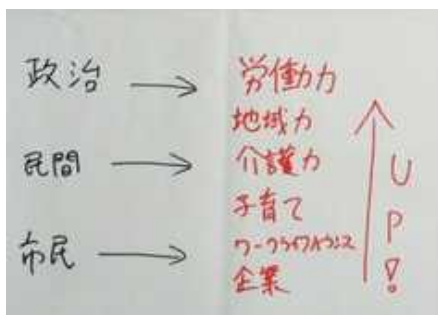 政治 → 労働力
地域力
民間 → 介護力
子育て
ワークライフバランス
市民 → 企業
UP!